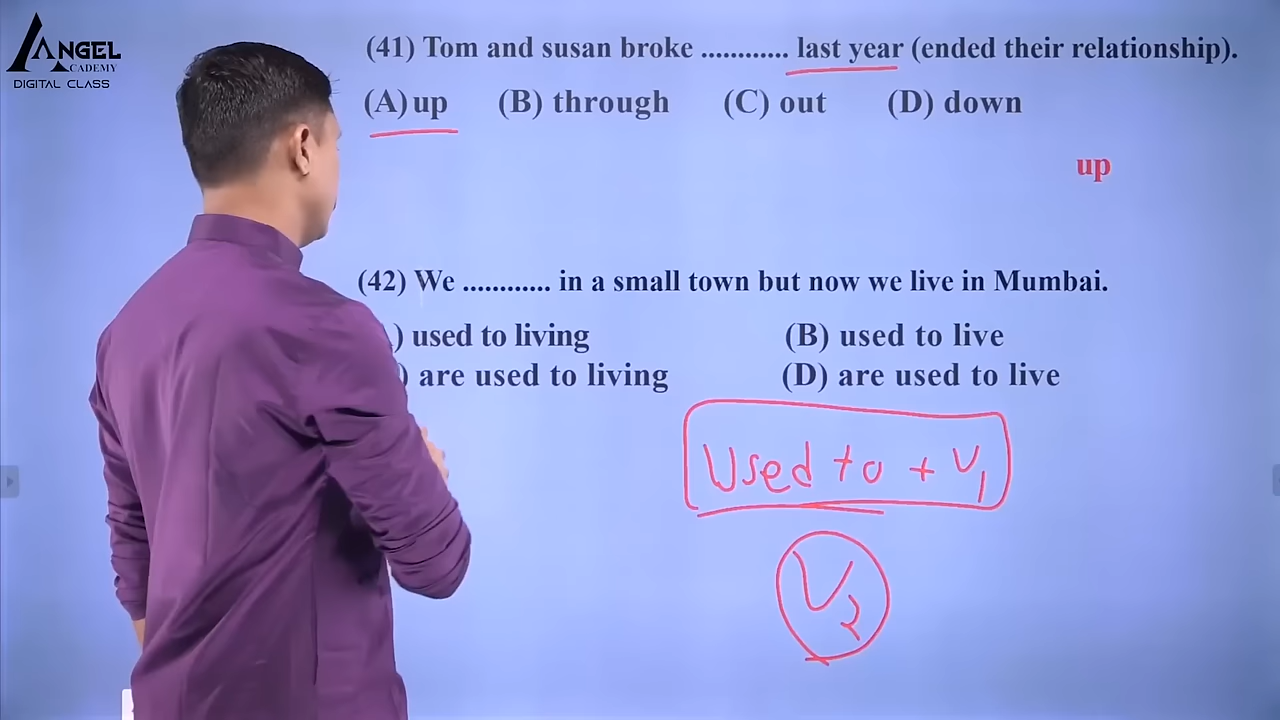 ANGEL
ACADEMY
DIGITAL CLASS
(41) Tom and susan broke ............ last year (ended their relationship).
(A) up (B) through (C) out (D) down
up
(42) We ............ in a small town but now we live in Mumbai.
) used to living (B) used to live
) are used to living (D) are used to live
Used to + V1
V2